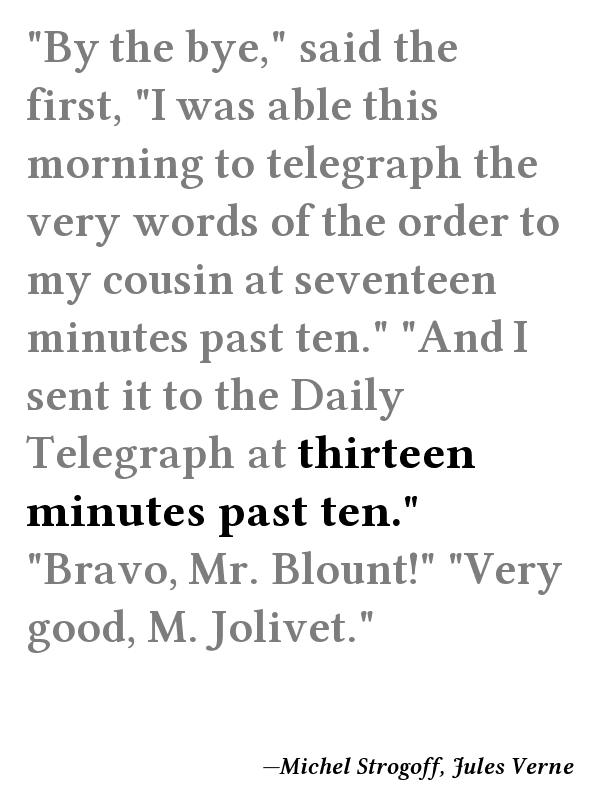 "By the bye," said the
first, "I was able this
morning to telegraph the
very words of the order to
my cousin at seventeen
minutes past ten." "And I
sent it to the Daily
Telegraph at thirteen
minutes past ten."
"Bravo, Mr. Blount!" "Very
good, M. Jolivet."
—Michel Strogoff, Jules Verne